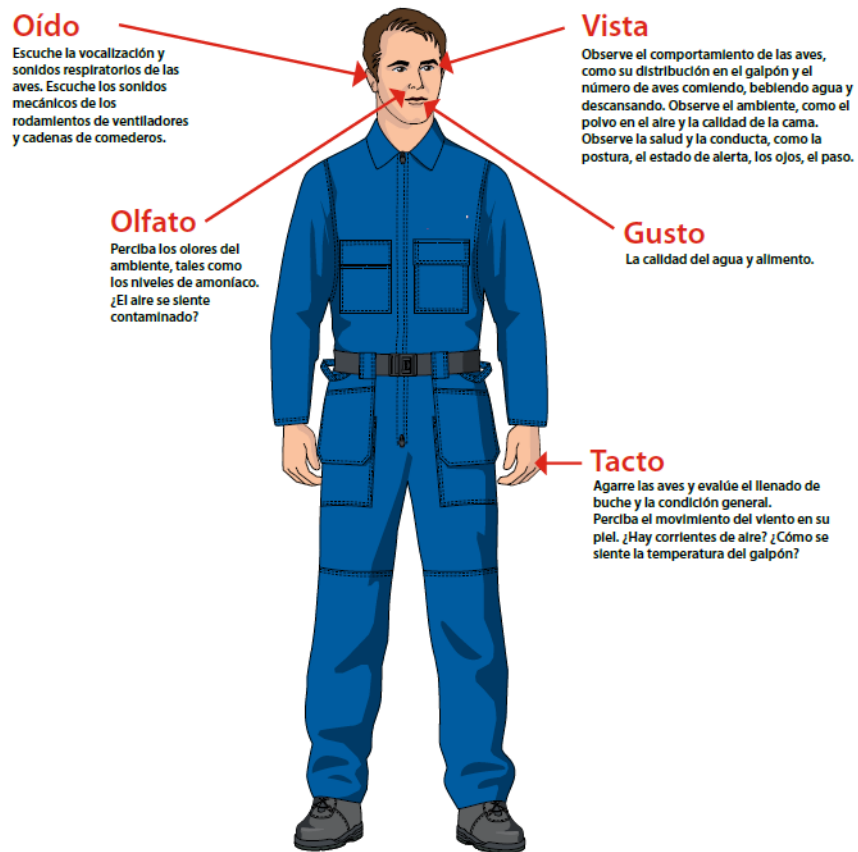 Oído
Escuche la vocalización y
sonidos respiratorios de las
aves. Escuche los sonidos
mecánicos de los
rodamientos de ventiladores
y cadenas de comederos.
Vista
Observe el comportamiento de las aves,
como su distribución en el galpón y el
número de aves comiendo, bebiendo agua y
descansando. Observe el ambiente, como el
polvo en el aire y la calidad de la cama.
Observe la salud y la conducta, como la
postura, el estado de alerta, los ojos, el paso.
Olfato
Perciba los olores del
ambiente, tales como
los niveles de amoníaco.
¿El aire se siente
contaminado?
Gusto
La calidad del agua y alimento.
Tacto
Agarre las aves y evalúe el llenado de
buche y la condición general.
Perciba el movimiento del viento en su
piel. ¿Hay corrientes de aire? ¿Cómo se
siente la temperatura del galpón?